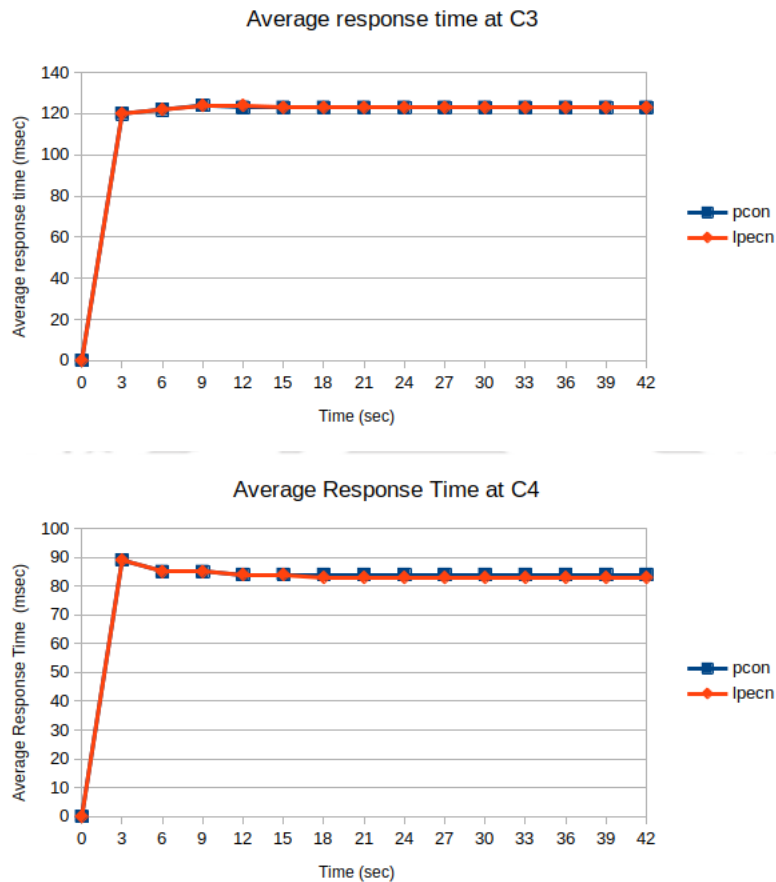 Average response time at C3
Average response time (msec)
140
120
100
80
60
40
20
0
0 3 6 9 12 15 18 21 24 27 30 33 36 39 42
Time (sec)
pcon
lpecn
Average Response Time at C4
Average Response Time (msec)
100
90
80
70
60
50
40
30
20
10
0
0 3 6 9 12 15 18 21 24 27 30 33 36 39 42
Time (sec)
pcon
lpecn